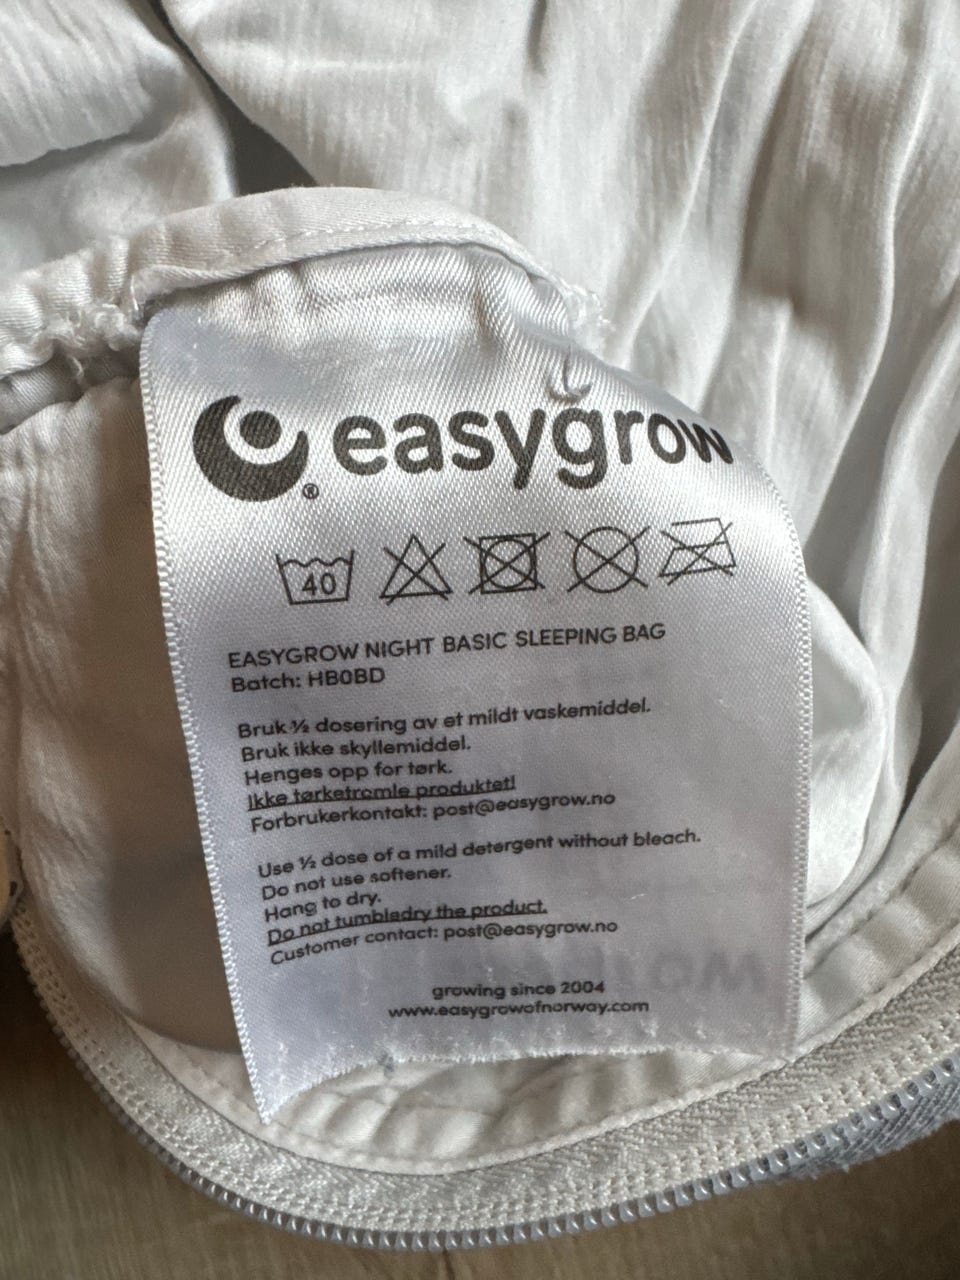 easygrow
®
40
EASYGROW NIGHT BASIC SLEEPING BAG
Batch: HB0BD
Bruk ½ dosering av et mildt vaskemiddel.
Bruk ikke skyllemiddel.
Henges opp for tørk.
Ikke tørketromle produktet!
Forbrukerkontakt: post@easygrow.no
Use ½ dose of a mild detergent without bleach.
Do not use softener.
Hang to dry.
Do not tumbledry the product.
Customer contact: post@easygrow.no
growing since 2004
www.easygrowofnorway.com